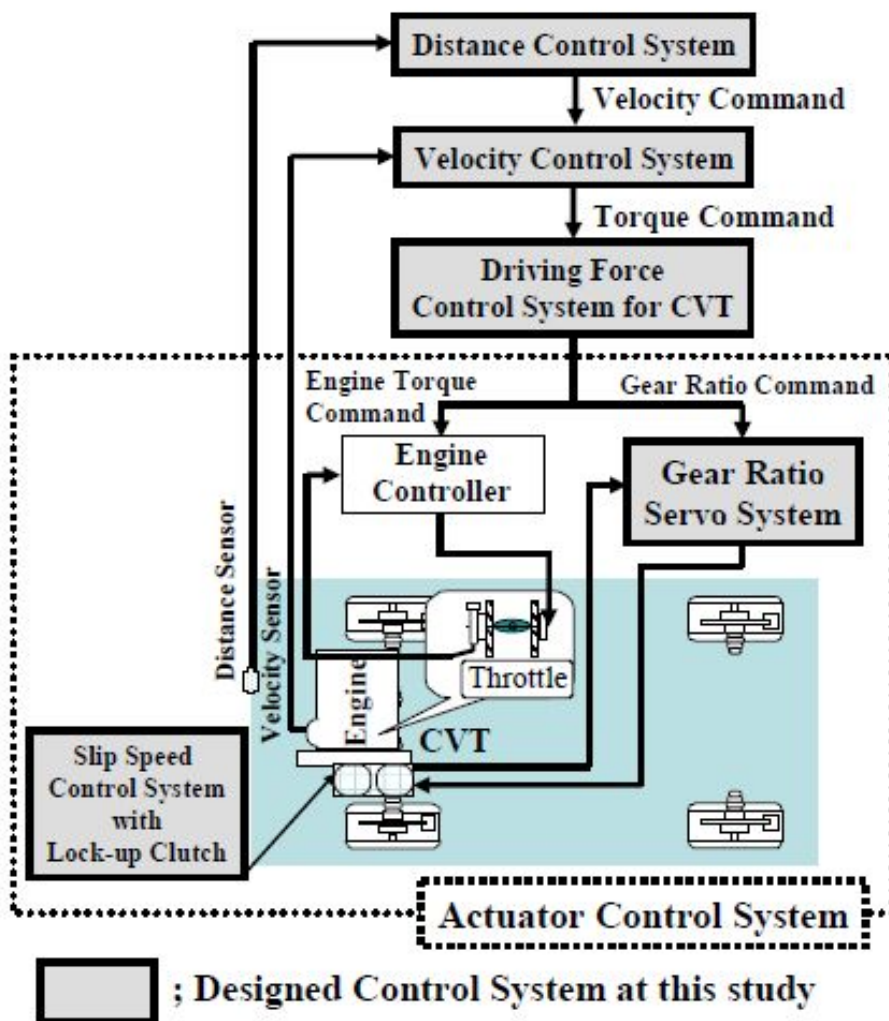 Distance Control System
Velocity Command
Velocity Control System
Torque Command
Driving Force
Control System for CVT
Engine Torque
Command
Gear Ratio Command
Engine
Controller
Gear Ratio
Servo System
Distance Sensor
Velocity Sensor
Engine
Throttle
CVT
Slip Speed
Control System
with
Lock-up Clutch
Actuator Control System
; Designed Control System at this study